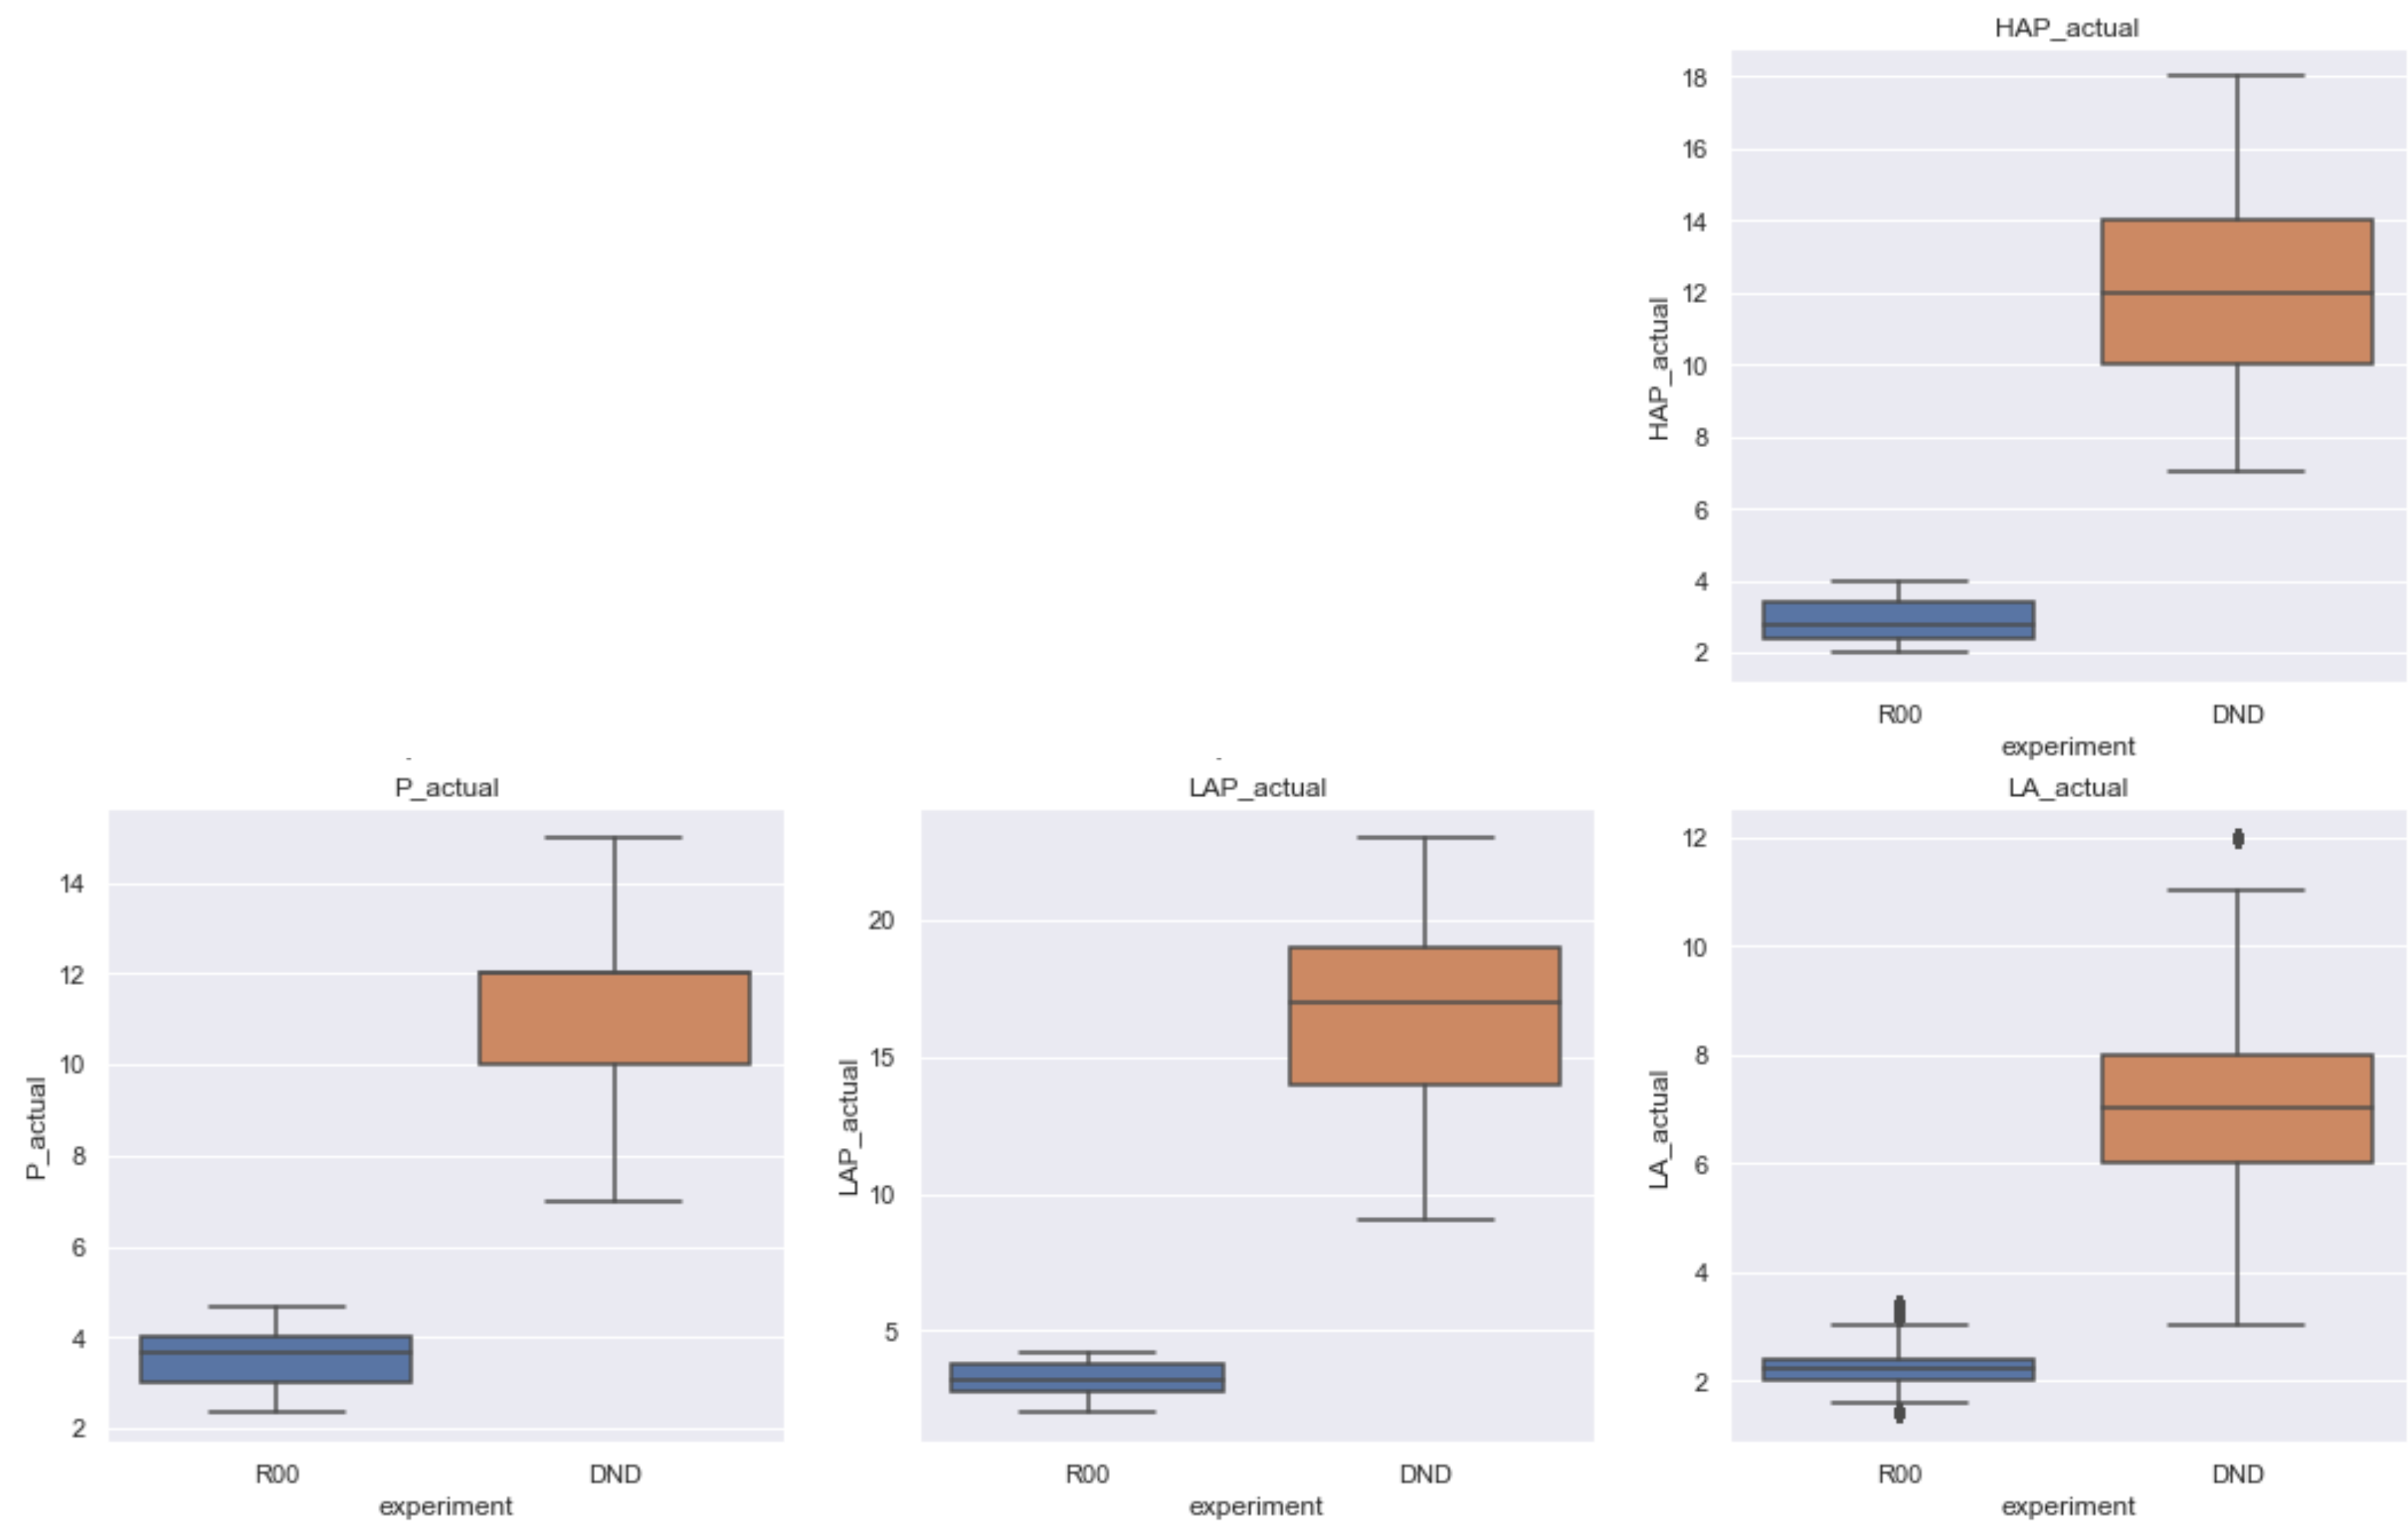 HAP_actual
18
16
14
12
10
8
6
4
2
HAP_actual
R00 DND
experiment
P_actual
14
12
10
8
6
4
2
P_actual
R00 DND
experiment
LAP_actual
20
15
10
5
LAP_actual
R00 DND
experiment
LA_actual
12
10
8
6
4
2
LA_actual
R00 DND
experiment